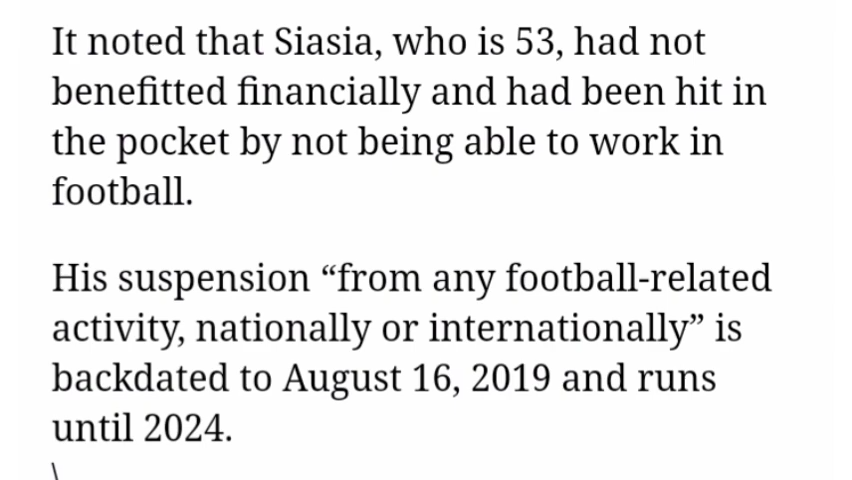 It noted that Siasia, who is 53, had not
benefitted financially and had been hit in
the pocket by not being able to work in
football.
His suspension “from any football-related
activity, nationally or internationally” is
backdated to August 16, 2019 and runs
until 2024.
\